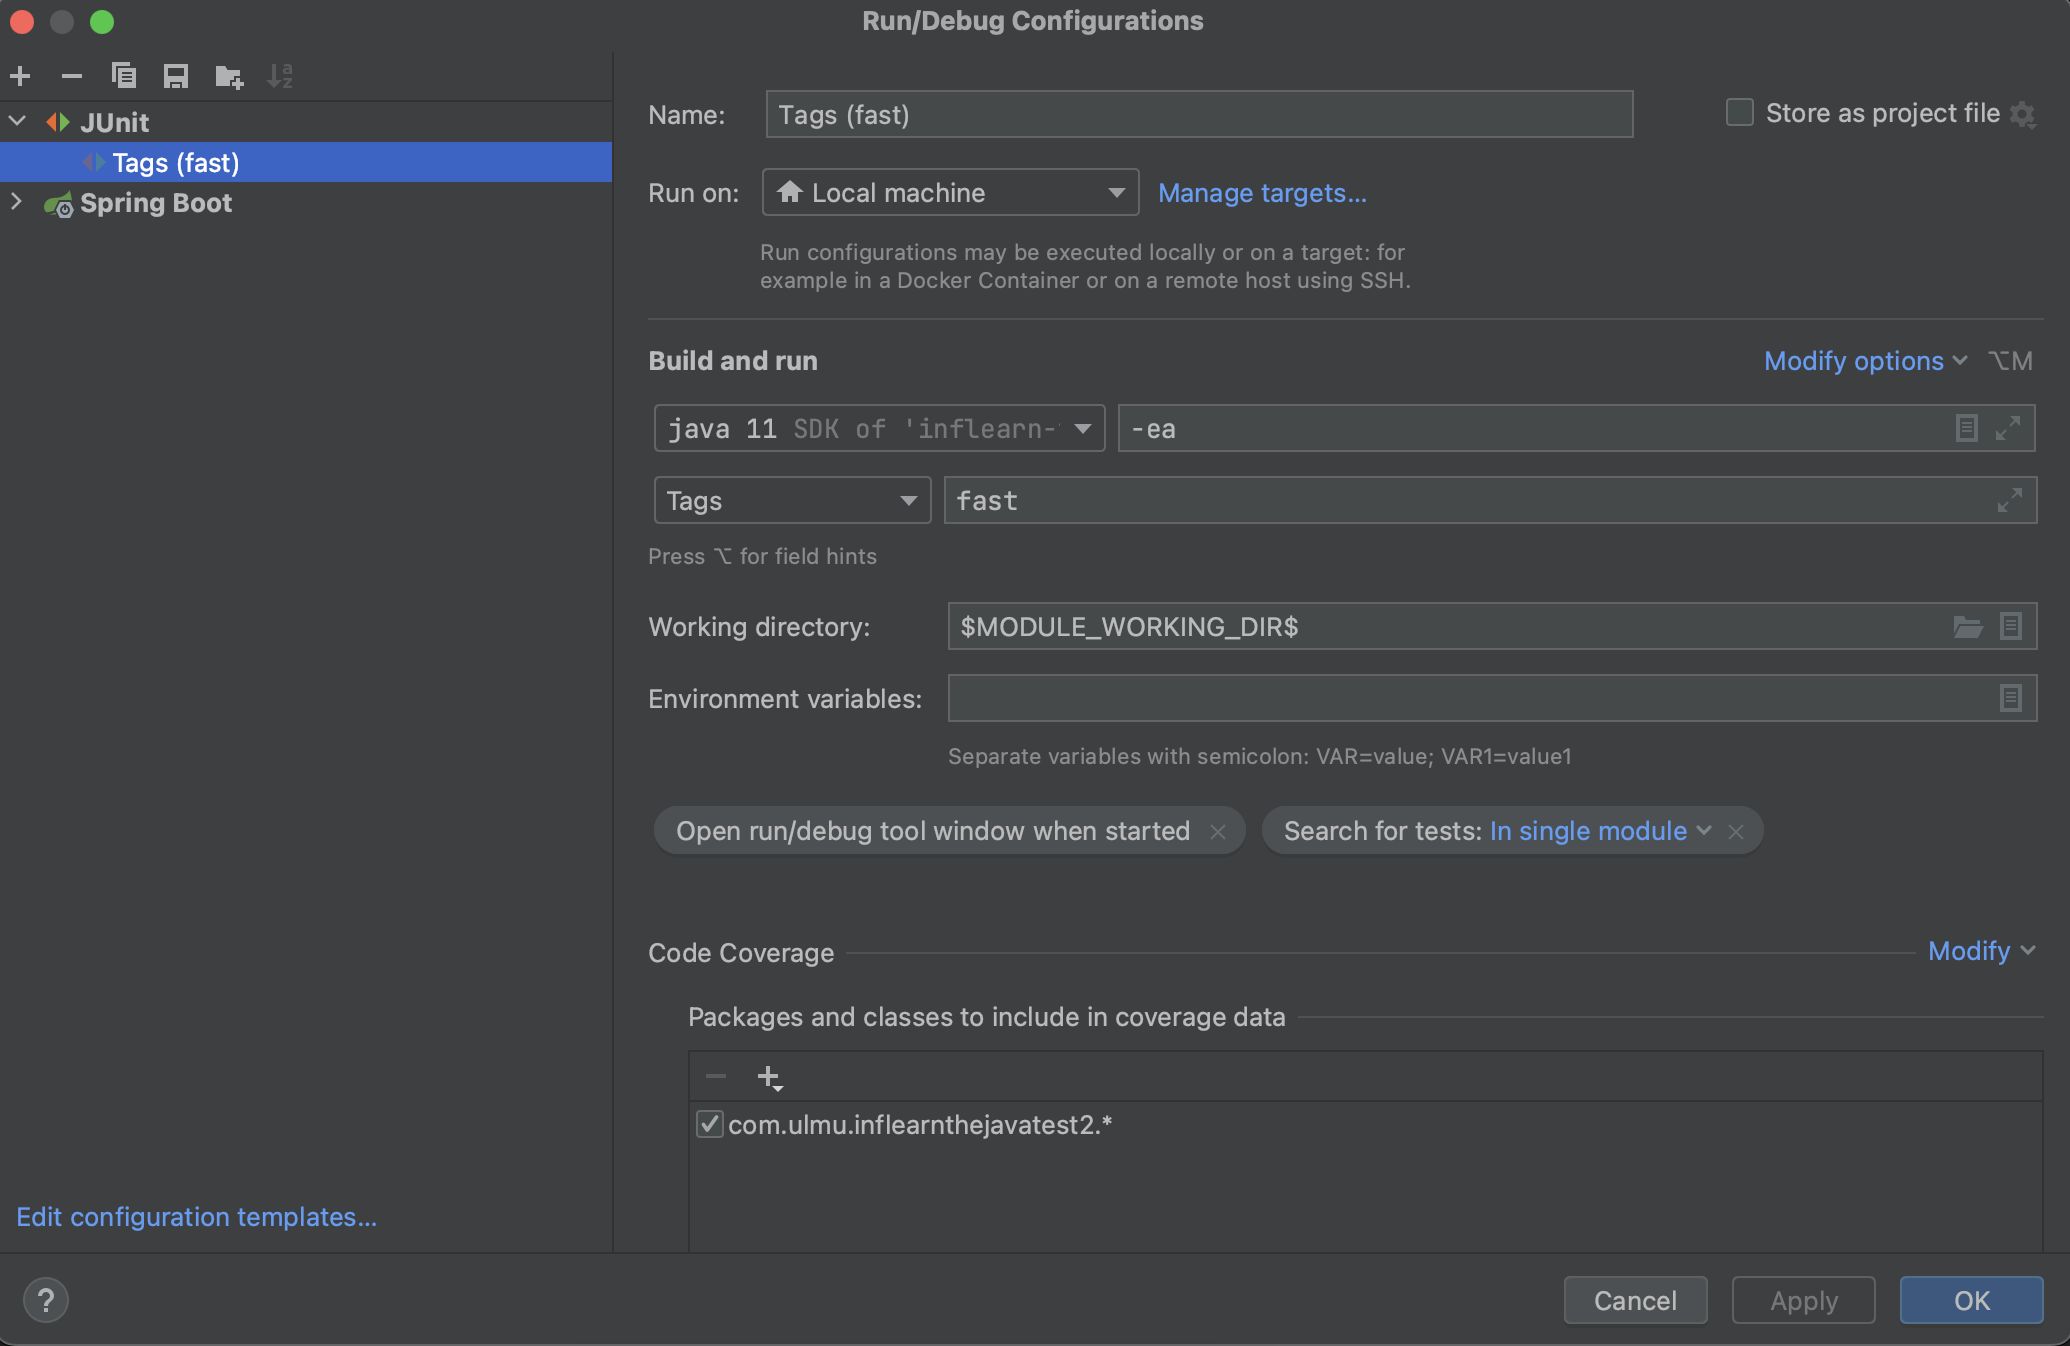 Run/Debug Configurations
JUnit
Tags (fast)
Spring Boot
Edit configuration templates...
Name:
Tags (fast)
Store as project file
Run on:
Local machine
Manage targets...
Run configurations may be executed locally or on a target: for
example in a Docker Container or on a remote host using SSH.
Build and run
Modify options ⌥M
java 11 SDK of 'inflearn-
-ea
Tags
fast
Press ⌥ for field hints
Working directory:
$MODULE_WORKING_DIR$
Environment variables:
Separate variables with semicolon: VAR=value; VAR1=value1
Open run/debug tool window when started
Search for tests: In single module
Code Coverage
Modify
Packages and classes to include in coverage data
com.ulmu.inflearnthejavatest2.*
?
Cancel
Apply
OK